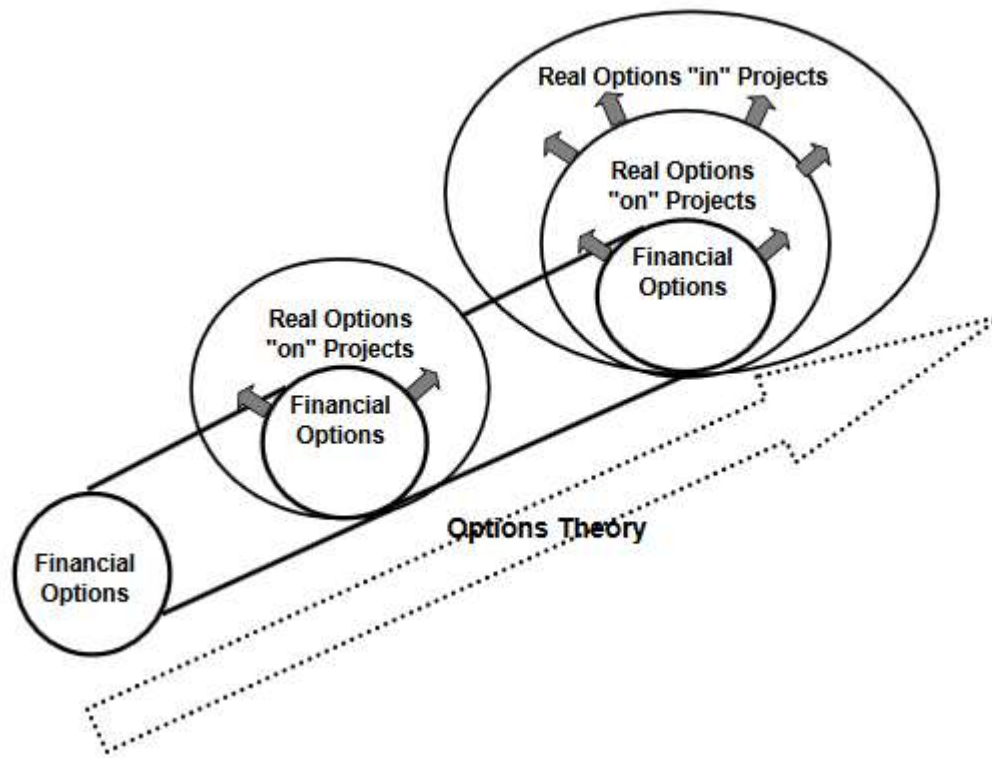 Real Options "in" Projects
Real Options
"on" Projects
Financial
Options
Real Options
"on" Projects
Financial
Options
Options Theory
Financial
Options